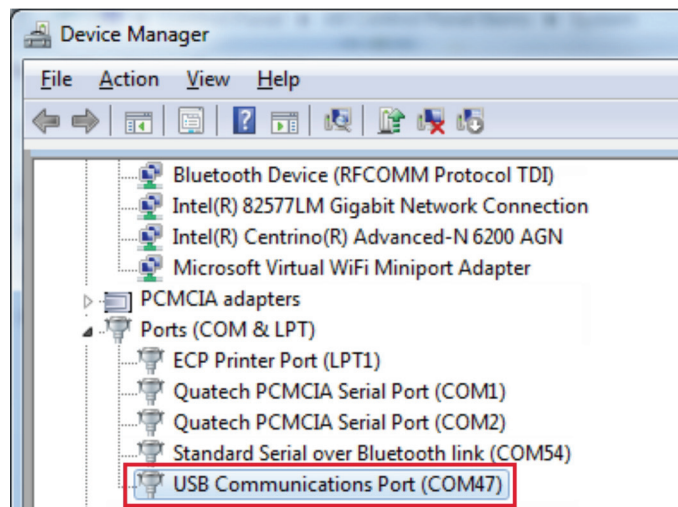 Device Manager
File Action View Help
Bluetooth Device (RFCOMM Protocol TDI)
Intel(R) 82577LM Gigabit Network Connection
Intel(R) Centrino(R) Advanced-N 6200 AGN
Microsoft Virtual WiFi Miniport Adapter
PCMCIA adapters
Ports (COM & LPT)
ECP Printer Port (LPT1)
Quatech PCMCIA Serial Port (COM1)
Quatech PCMCIA Serial Port (COM2)
Standard Serial over Bluetooth link (COM54)
USB Communications Port (COM47)